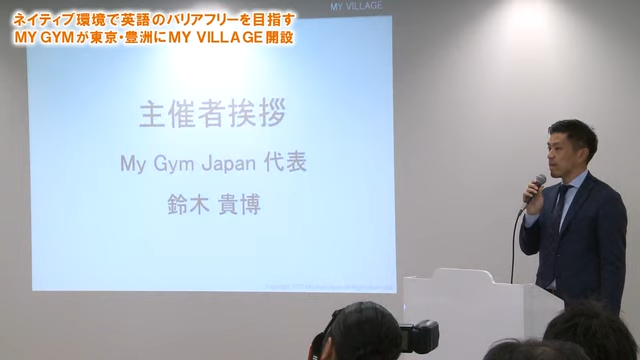 ネイティブ環境で英語のバリアフリーを目指す
MY GYMが東京・豊洲にMY VILLAGE開設
MY VILLAGE
主催者挨拶
My Gym Japan 代表
鈴木 貴博